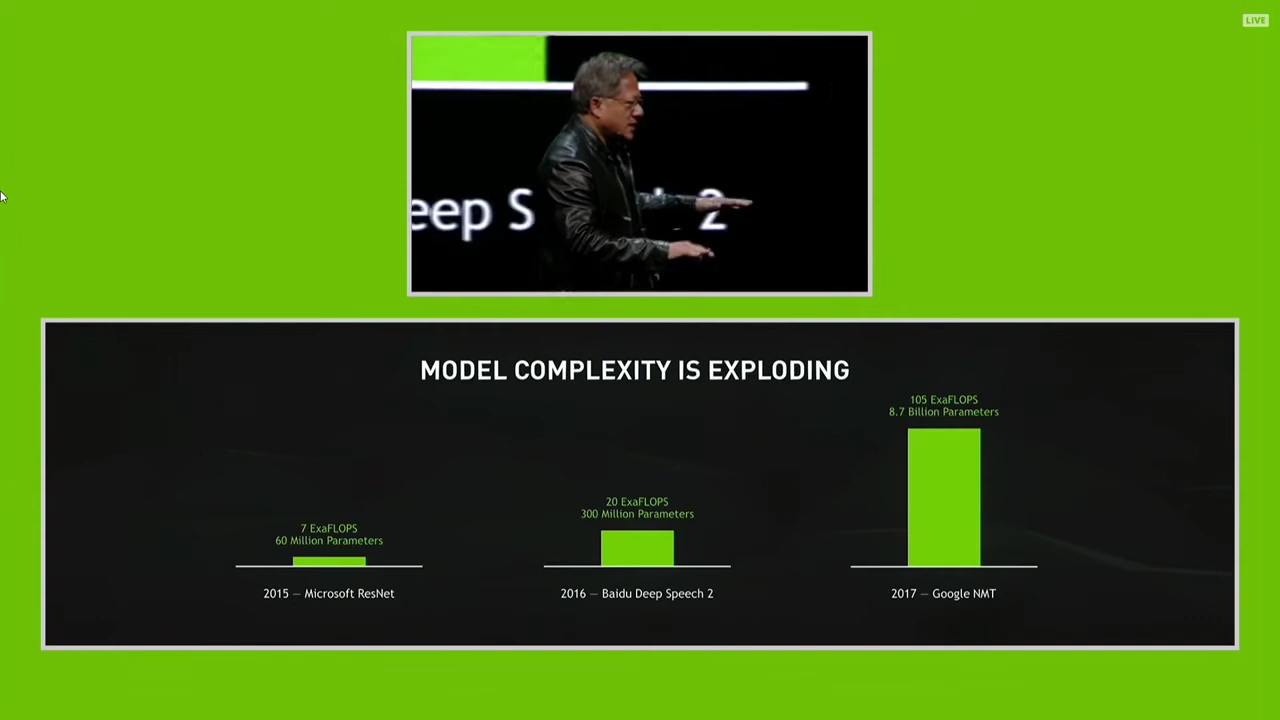 LIVE
eep S 2
MODEL COMPLEXITY IS EXPLODING
7 ExaFLOPS
60 Million Parameters
20 ExaFLOPS
300 Million Parameters
105 ExaFLOPS
8.7 Billion Parameters
2015 — Microsoft ResNet
2016 — Baidu Deep Speech 2
2017 — Google NMT